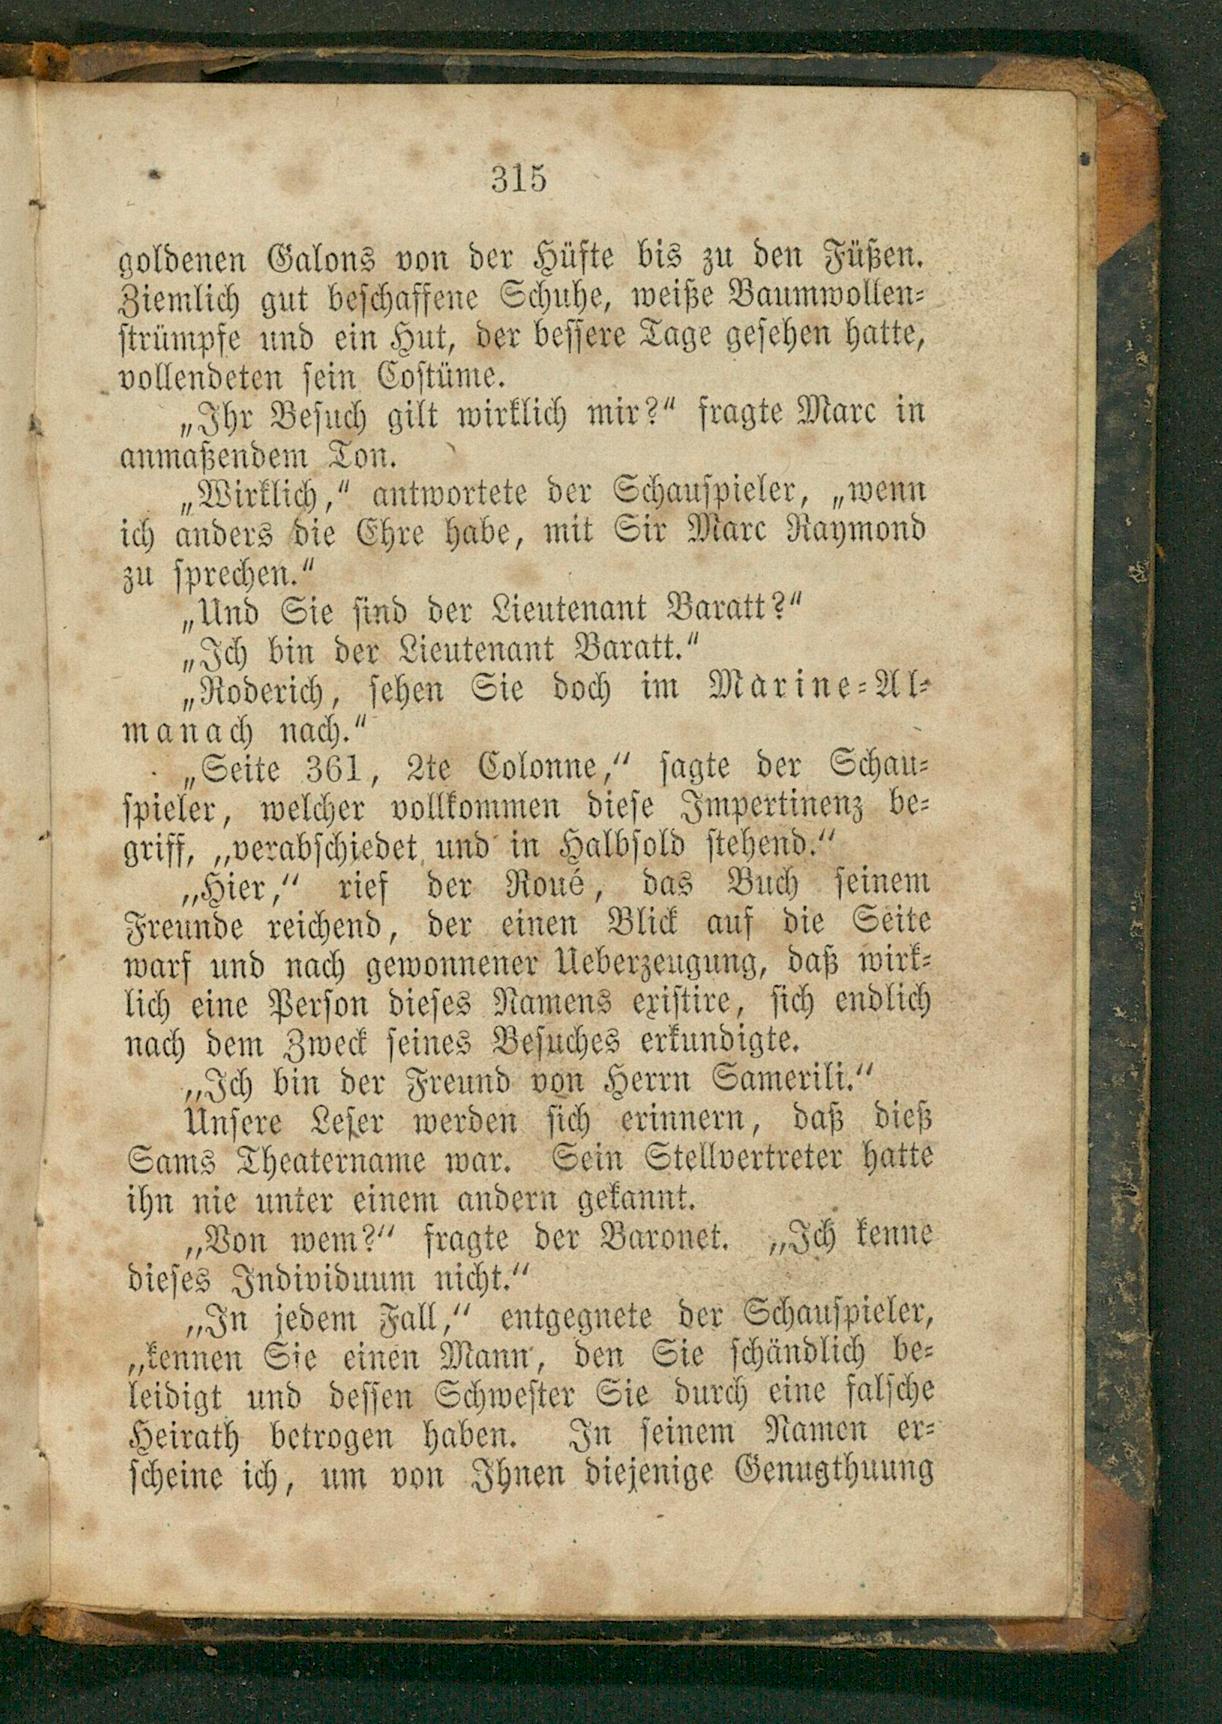 315
goldenen Galons von der Hüfte bis zu den Füßen.
Ziemlich gut beschaffene Schuhe, weiße Baumwollen-
strümpfe und ein Hut, der bessere Tage gesehen hatte,
vollendeten sein Costüme.
„Ihr Besuch gilt wirklich mir?“ fragte Marc in
anmaßendem Ton.
„Wirklich,“ antwortete der Schauspieler, „wenn
ich anders die Ehre habe, mit Sir Marc Raymond
zu sprechen.“
„Und Sie sind der Lieutenant Baratt?“
„Ich bin der Lieutenant Baratt.“
„Roderich, sehen Sie doch im Marine-Al-
manach nach.“
„Seite 361, 2te Colonne,“ sagte der Schau-
spieler, welcher vollkommen diese Impertinenz be-
griff, „verabschiedet und in Halbsold stehend.“
„Hier,“ rief der Roué, das Buch seinem
Freunde reichend, der einen Blick auf die Seite
warf und nach gewonnener Ueberzeugung, daß wirk-
lich eine Person dieses Namens existire, sich endlich
nach dem Zweck seines Besuches erkundigte.
„Ich bin der Freund von Herrn Samerili.“
Unsere Leser werden sich erinnern, daß dieß
Sams Theatername war. Sein Stellvertreter hatte
ihn nie unter einem andern gekannt.
„Von wem?“ fragte der Baronet. „Ich kenne
dieses Individuum nicht.“
„In jedem Fall,“ entgegnete der Schauspieler,
„kennen Sie einen Mann, den Sie schändlich be-
leidigt und dessen Schwester Sie durch eine falsche
Heirath betrogen haben. In seinem Namen er-
scheine ich, um von Ihnen diejenige Genugthuung